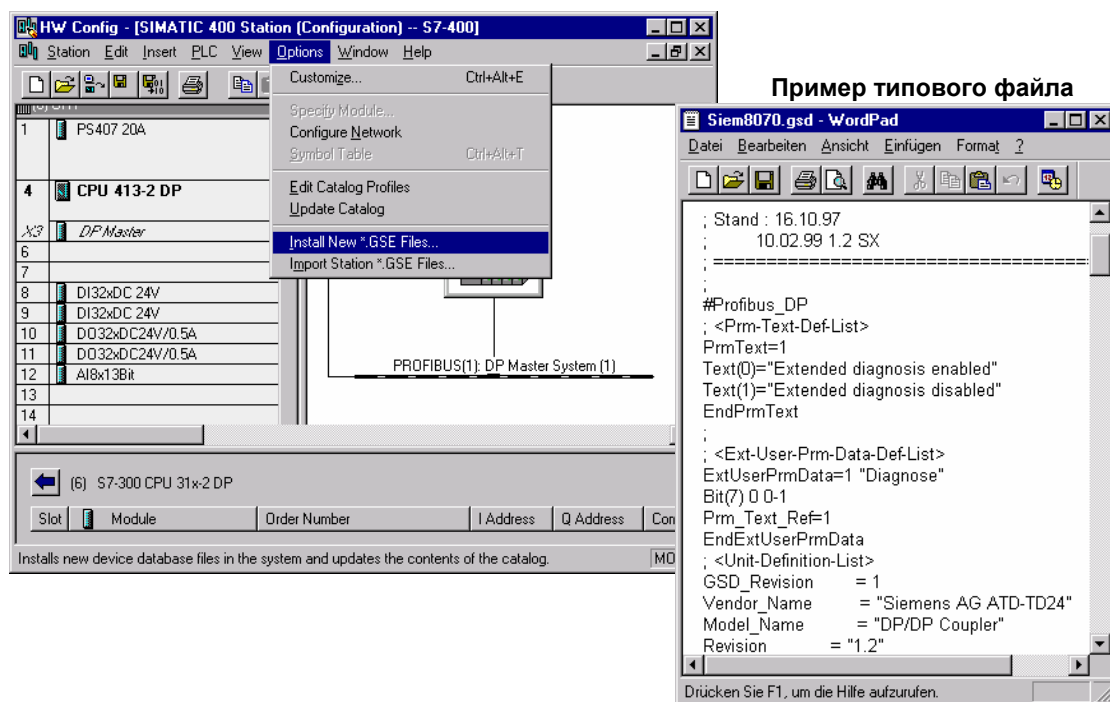 HW Config - [SIMATIC 400 Station (Configuration) -- S7-400]
Station Edit Insert PLC View Options Window Help
Customize... Ctrl+Alt+E
Specify Module...
Configure Network
Symbol Table Ctrl+Alt+T
Edit Catalog Profiles
Update Catalog
Install New *.GSE Files...
Import Station *.GSE Files...
1 PS407 20A
4 CPU 413-2 DP
X3 DP Master
6
7
8 DI32xDC 24V
9 DI32xDC 24V
10 DO32xDC24V/0.5A
11 DO32xDC24V/0.5A
12 AI8x13Bit
13
14
PROFIBUS(1): DP Master System (1)
(6) S7-300 CPU 31x-2 DP
Slot Module Order Number I Address Q Address
Installs new device database files in the system and updates the contents of the catalog.
Пример типового файла
Siem8070.gsd - WordPad
Datei Bearbeiten Ansicht Einfügen Format ?
; Stand : 16.10.97
; 10.02.99 1.2 SX
; =====================================
;
#Profibus_DP
; <Prm-Text-Def-List>
PrmText=1
Text(0)="Extended diagnosis enabled"
Text(1)="Extended diagnosis disabled"
EndPrmText
;
; <Ext-User-Prm-Data-Def-List>
ExtUserPrmData=1 "Diagnose"
Bit(7) 0 0-1
Prm_Text_Ref=1
EndExtUserPrmData
; <Unit-Definition-List>
GSD_Revision = 1
Vendor_Name = "Siemens AG ATD-TD24"
Model_Name = "DP/DP Coupler"
Revision = "1.2"
Drücken Sie F1, um die Hilfe aufzurufen.